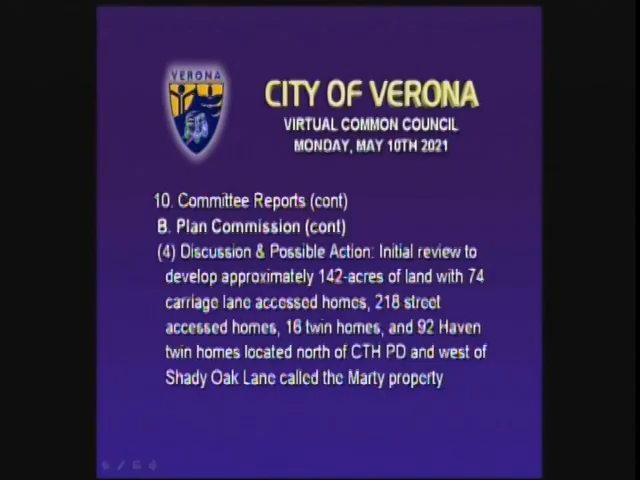 VERONA
CITY OF VERONA
VIRTUAL COMMON COUNCIL
MONDAY, MAY 10TH 2021
10. Committee Reports (cont)
B. Plan Commission (cont)
(4) Discussion & Possible Action: Initial review to
develop approximately 142-acres of land with 74
carriage lane accessed homes, 218 street
accessed homes, 16 twin homes, and 92 Haven
twin homes located north of CTH PD and west of
Shady Oak Lane called the Marty property